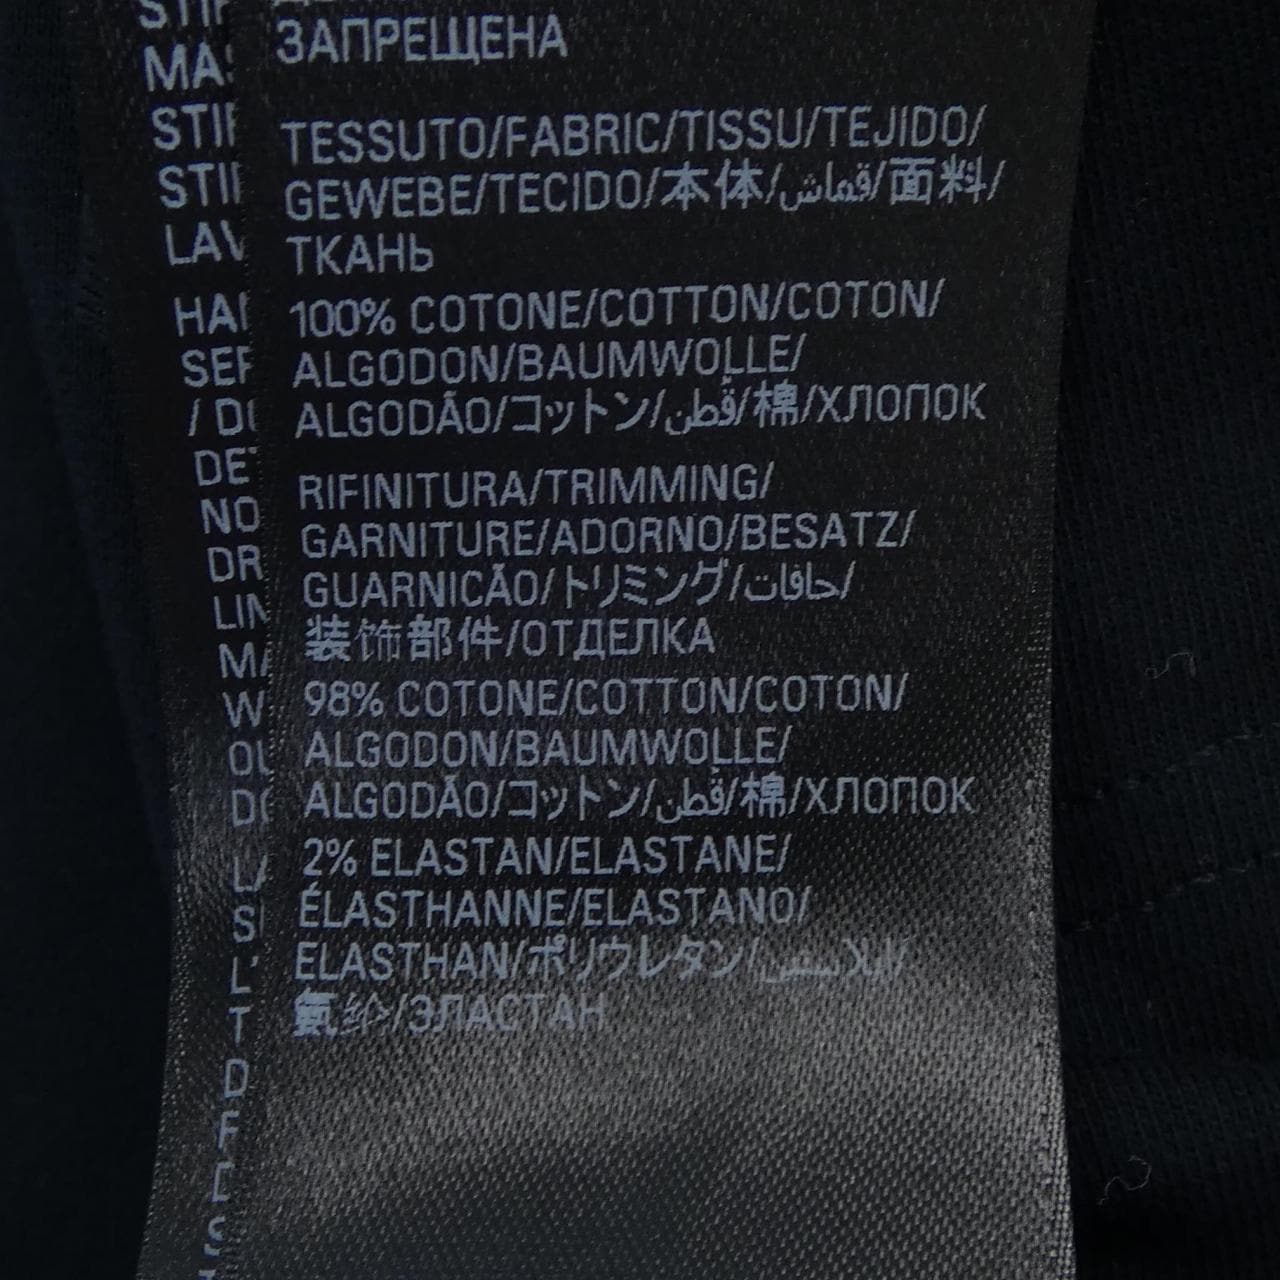 ЗАПРЕЩЕНА
TESSUTO/FABRIC/TISSU/TEJIDO/
GEWEBE/TECIDO/本体/قماش/面料/
ТКАНЬ
100% COTONE/COTTON/COTON/
ALGODON/BAUMWOLLE/
ALGODÃO/コットン/قطن/棉/ХЛОПОК
RIFINITURA/TRIMMING/
GARNITURE/ADORNO/BESATZ/
GUARNICÃO/トリミング/حافات/
装饰部件/ОТДЕЛКА
98% COTONE/COTTON/COTON/
ALGODON/BAUMWOLLE/
ALGODÃO/コットン/قطن/棉/ХЛОПОК
2% ELASTAN/ELASTANE/
ÉLASTHANNE/ELASTANO/
ELASTHAN/ポリウレタン/
氨纶/ЭЛАСТАН